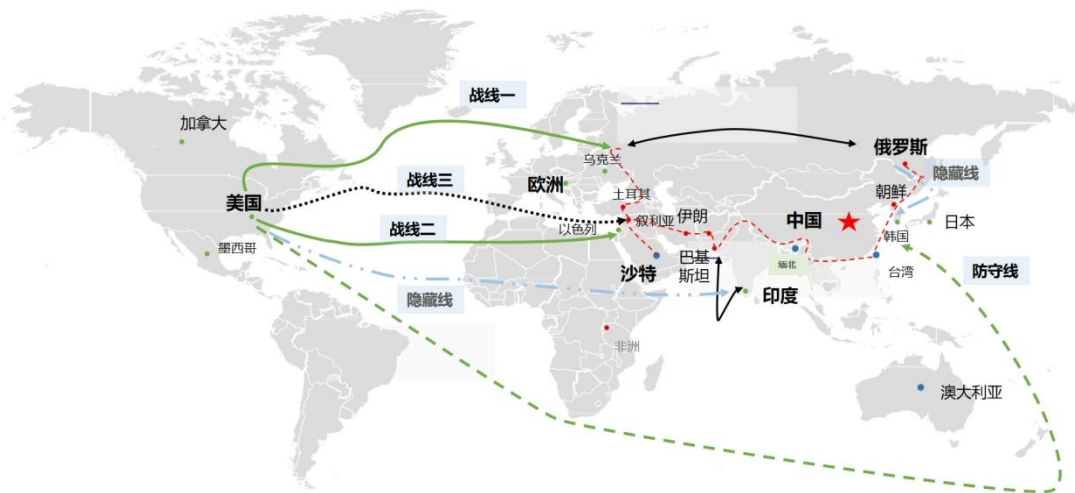 战线一
加拿大
俄罗斯
乌克兰
隐藏线
战线三
欧洲
朝鲜
美国
土耳其
叙利亚
伊朗
中国
日本
战线二
以色列
韩国
墨西哥
巴基
斯坦
缅北
台湾
防守线
沙特
隐藏线
印度
非洲
澳大利亚